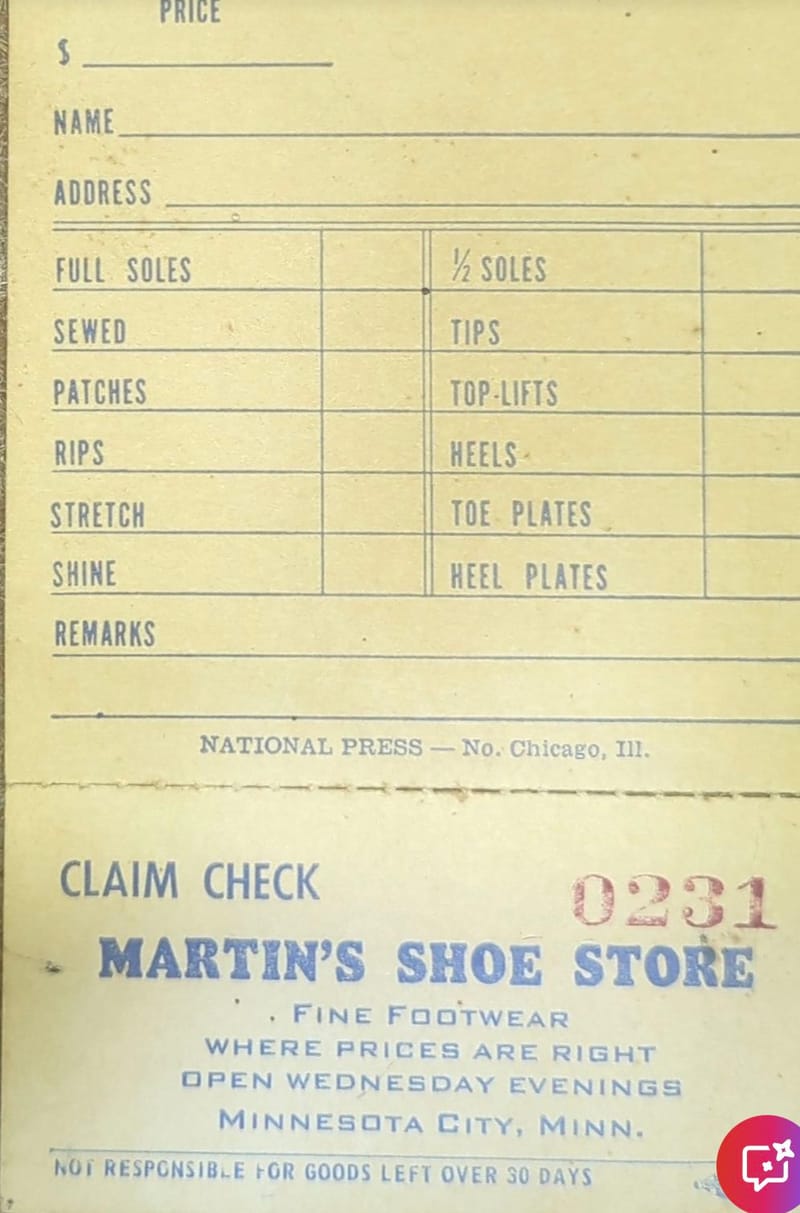 PRICE
$
NAME
ADDRESS
FULL SOLES ½ SOLES
SEWED TIPS
PATCHES TOP-LIFTS
RIPS HEELS
STRETCH TOE PLATES
SHINE HEEL PLATES
REMARKS
NATIONAL PRESS — No. Chicago, Ill.
CLAIM CHECK 0231
MARTIN'S SHOE STORE
FINE FOOTWEAR
WHERE PRICES ARE RIGHT
OPEN WEDNESDAY EVENINGS
MINNESOTA CITY, MINN.
NOT RESPONSIBLE FOR GOODS LEFT OVER 30 DAYS